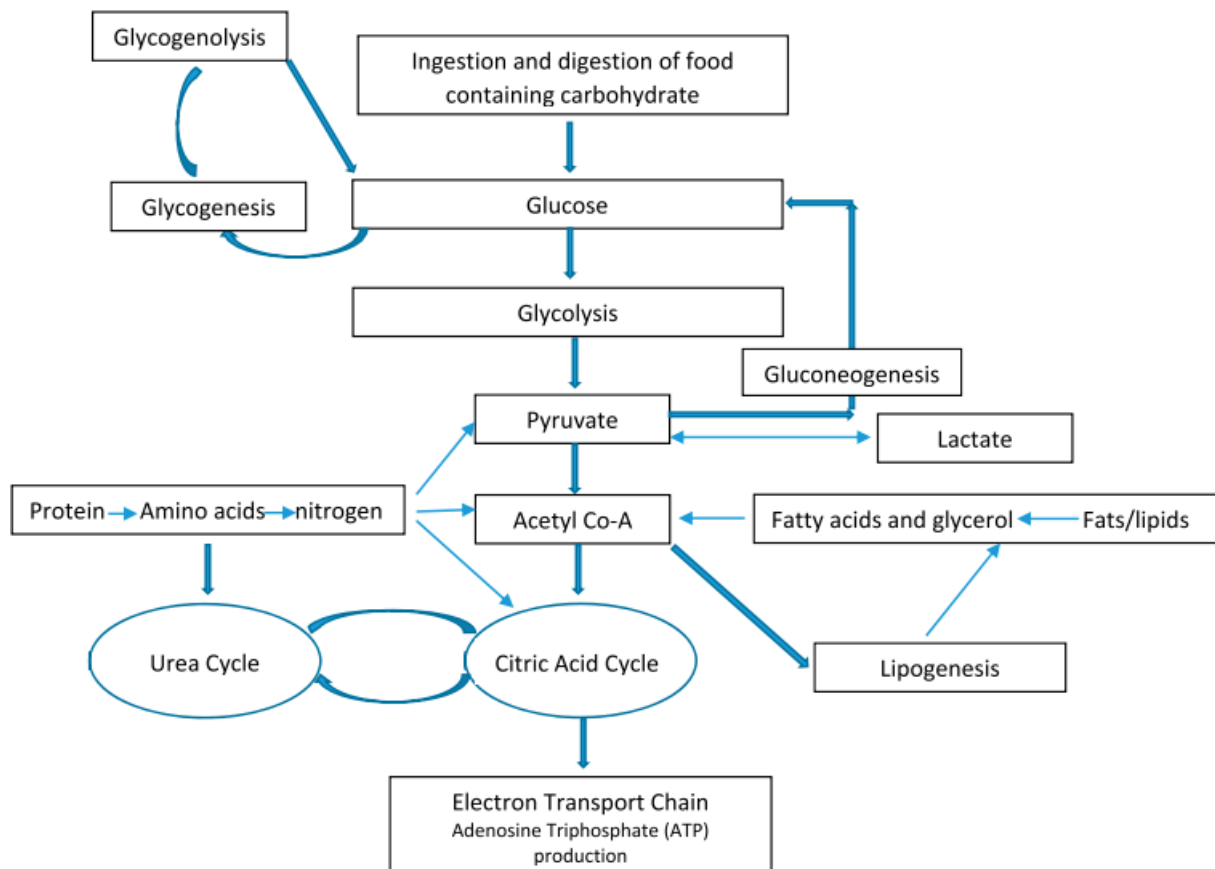 Glycogenolysis
Ingestion and digestion of food
containing carbohydrate
Glycogenesis
Glucose
Glycolysis
Gluconeogenesis
Pyruvate
Lactate
Protein Amino acids nitrogen
Acetyl Co-A
Fatty acids and glycerol Fats/lipids
Urea Cycle
Citric Acid Cycle
Lipogenesis
Electron Transport Chain
Adenosine Triphosphate (ATP)
production